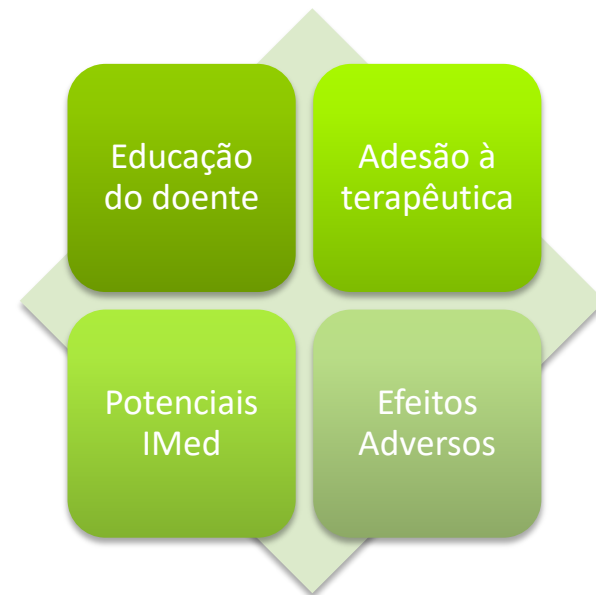 Educação
do doente
Adesão à
terapêutica
Potenciais
IMed
Efeitos
Adversos